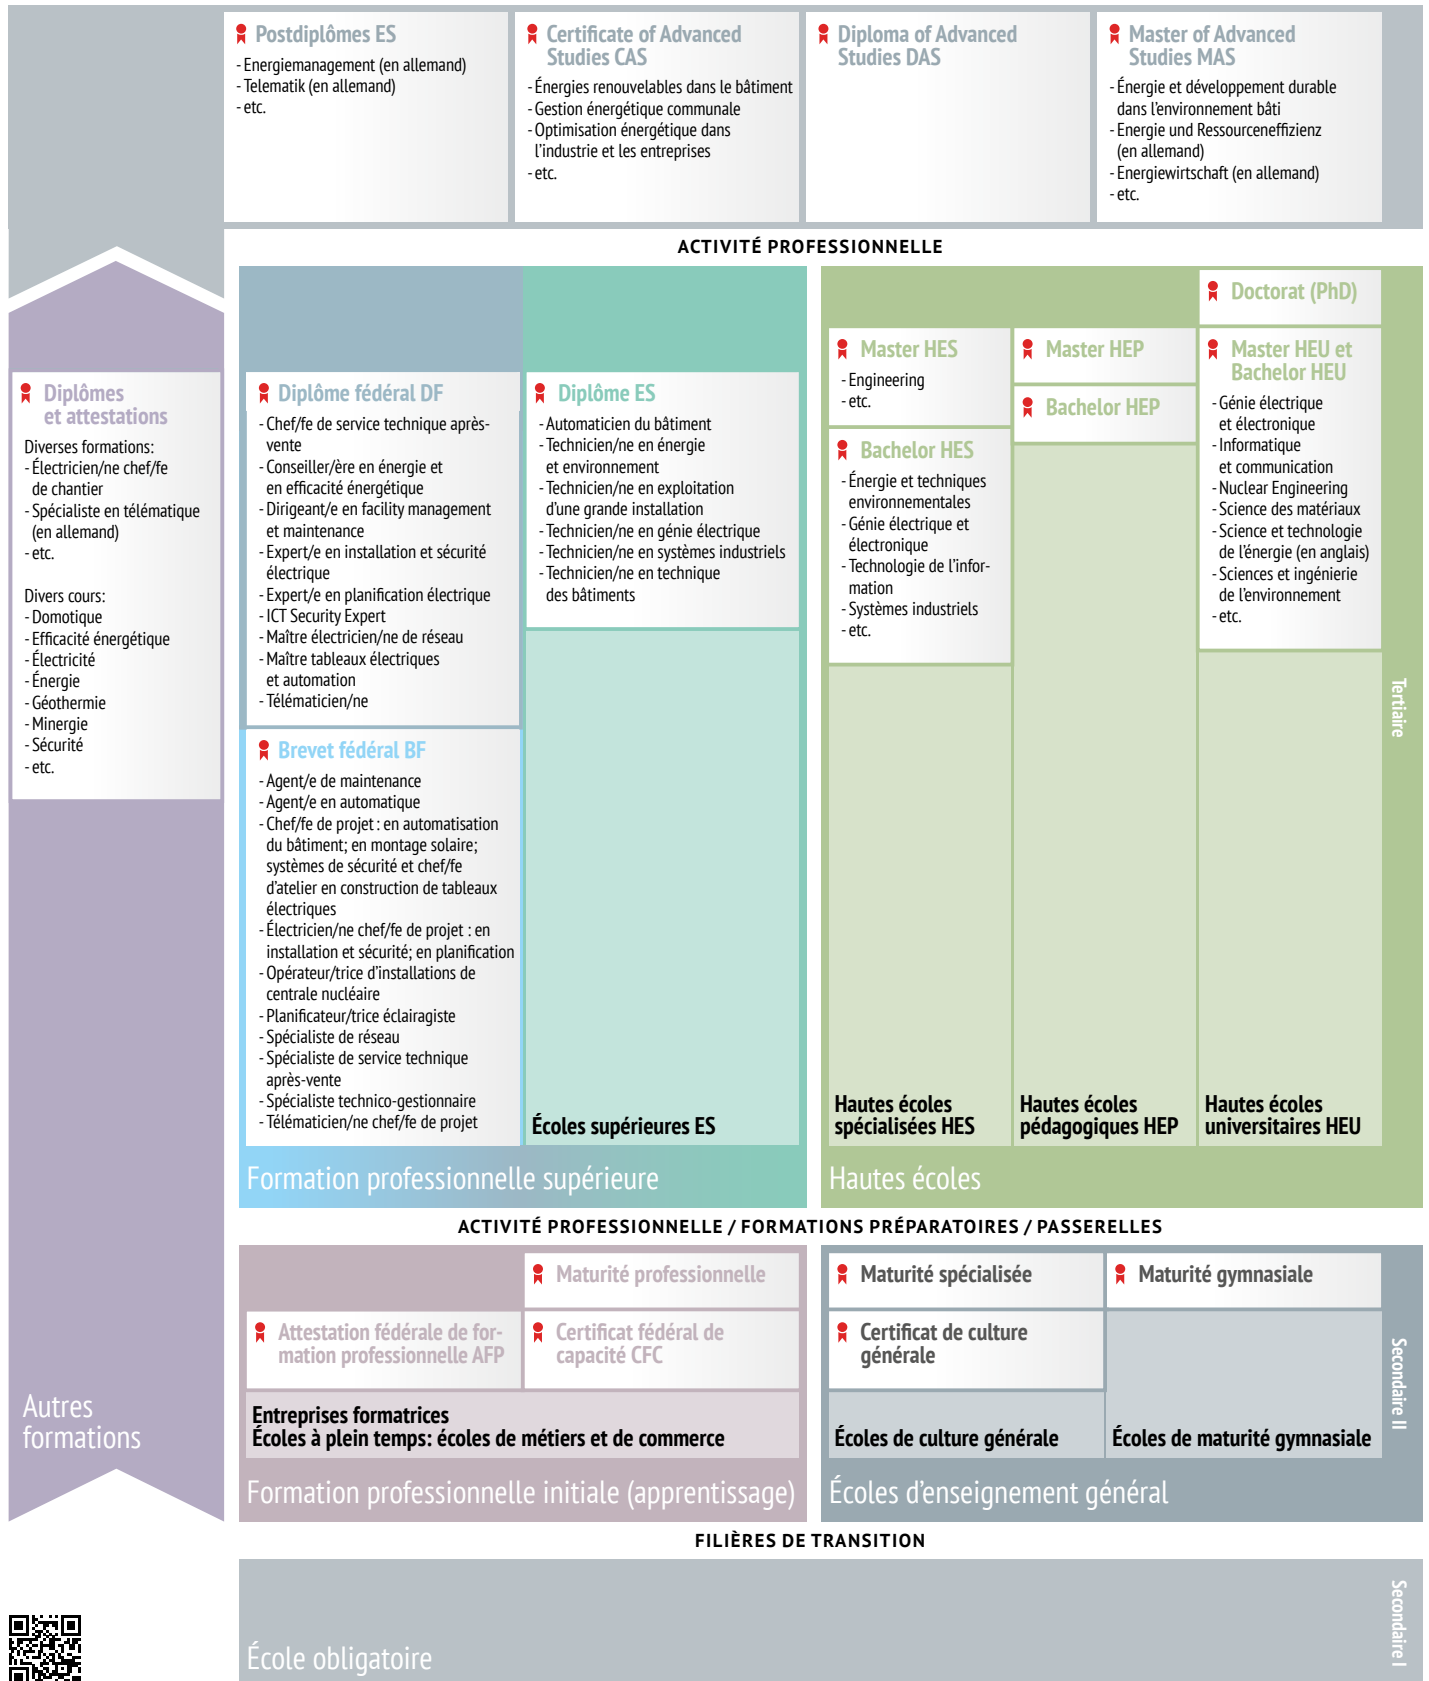 Postdiplômes ES
- Energiemanagement (en allemand)
- Telematik (en allemand)
- etc.
Certificate of Advanced
Studies CAS
- Énergies renouvelables dans le bâtiment
- Gestion énergétique communale
- Optimisation énergétique dans
l’industrie et les entreprises
- etc.
Diploma of Advanced
Studies DAS
Master of Advanced
Studies MAS
- Énergie et développement durable
dans l’environnement bâti
- Energie und Ressourceneffizienz
(en allemand)
- Energiewirtschaft (en allemand)
- etc.
ACTIVITÉ PROFESSIONNELLE
Diplômes
et attestations
Diverses formations:
- Électricien/ne chef/fe
de chantier
- Spécialiste en télématique
(en allemand)
- etc.
Divers cours:
- Domotique
- Efficacité énergétique
- Électricité
- Énergie
- Géothermie
- Minergie
- Sécurité
- etc.
Autres
formations
Diplôme fédéral DF
- Chef/fe de service technique après-
vente
- Conseiller/ère en énergie et
en efficacité énergétique
- Dirigeant/e en facility management
et maintenance
- Expert/e en installation et sécurité
électrique
- Expert/e en planification électrique
- ICT Security Expert
- Maître électricien/ne de réseau
- Maître tableaux électriques
et automation
- Télématicien/ne
Brevet fédéral BF
- Agent/e de maintenance
- Agent/e en automatique
- Chef/fe de projet : en automatisation
du bâtiment; en montage solaire;
systèmes de sécurité et chef/fe
d’atelier en construction de tableaux
électriques
- Électricien/ne chef/fe de projet : en
installation et sécurité; en planification
- Opérateur/trice d’installations de
centrale nucléaire
- Planificateur/trice éclairagiste
- Spécialiste de réseau
- Spécialiste de service technique
après-vente
- Spécialiste technico-gestionnaire
- Télématicien/ne chef/fe de projet
Diplôme ES
- Automaticien du bâtiment
- Technicien/ne en énergie
et environnement
- Technicien/ne en exploitation
d’une grande installation
- Technicien/ne en génie électrique
- Technicien/ne en systèmes industriels
- Technicien/ne en technique
des bâtiments
Écoles supérieures ES
Formation professionnelle supérieure
Master HES
- Engineering
- etc.
Bachelor HES
- Énergie et techniques
environnementales
- Génie électrique et
électronique
- Technologie de l’infor-
mation
- Systèmes industriels
- etc.
Hautes écoles
spécialisées HES
Master HEP
Bachelor HEP
Hautes écoles
pédagogiques HEP
Doctorat (PhD)
Master HEU et
Bachelor HEU
- Génie électrique
et électronique
- Informatique
et communication
- Nuclear Engineering
- Science des matériaux
- Science et technologie
de l’énergie (en anglais)
- Sciences et ingénierie
de l’environnement
- etc.
Hautes écoles
universitaires HEU
Hautes écoles
Tertiaire
ACTIVITÉ PROFESSIONNELLE / FORMATIONS PRÉPARATOIRES / PASSERELLES
Maturité professionnelle
Attestation fédérale de for-
mation professionnelle AFP
Certificat fédéral de
capacité CFC
Entreprises formatrices
Écoles à plein temps: écoles de métiers et de commerce
Formation professionnelle initiale (apprentissage)
Maturité spécialisée
Certificat de culture
générale
Écoles de culture générale
Maturité gymnasiale
Écoles de maturité gymnasiale
Écoles d’enseignement général
Secondaire II
FILIÈRES DE TRANSITION
École obligatoire
Secondaire I